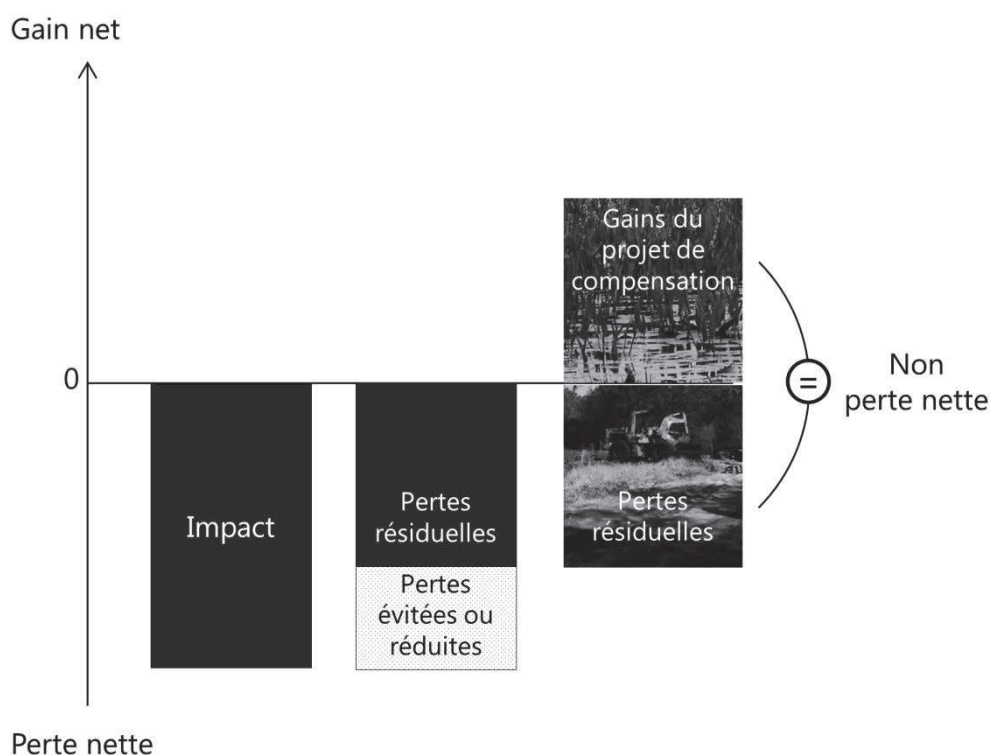 Gain net
Gains du
projet de
compensation
0
=
Non
perte nette
Impact
Pertes
résiduelles
Pertes
résiduelles
Pertes
évitées ou
réduites
Perte nette